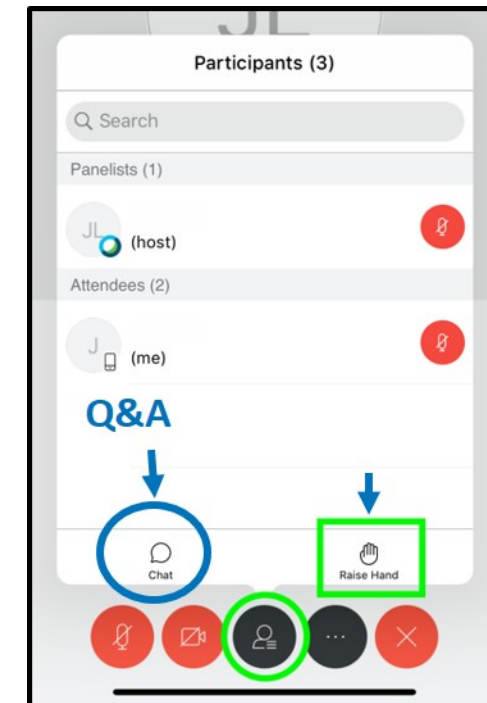 JL
Participants (3)
Search
Panelists (1)
JL
(host)
Attendees (2)
J
(me)
Q&A
Chat
Raise Hand